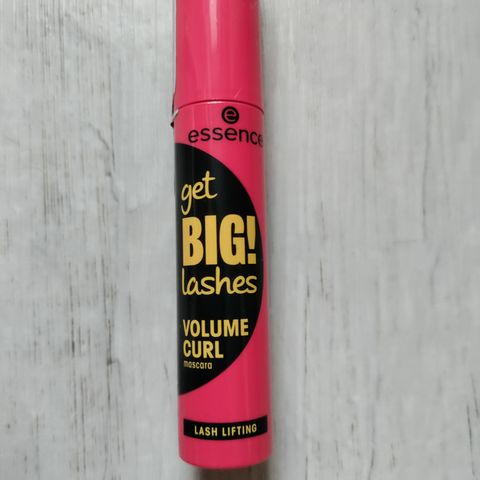 e
essence
get
BIG!
lashes
VOLUME
CURL
mascara
LASH LIFTING